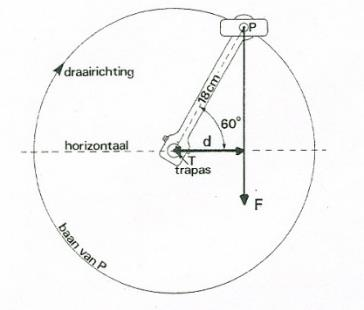 P
draairichting
18cm
60°
horizontaal
d
T
trapas
F
baan van P